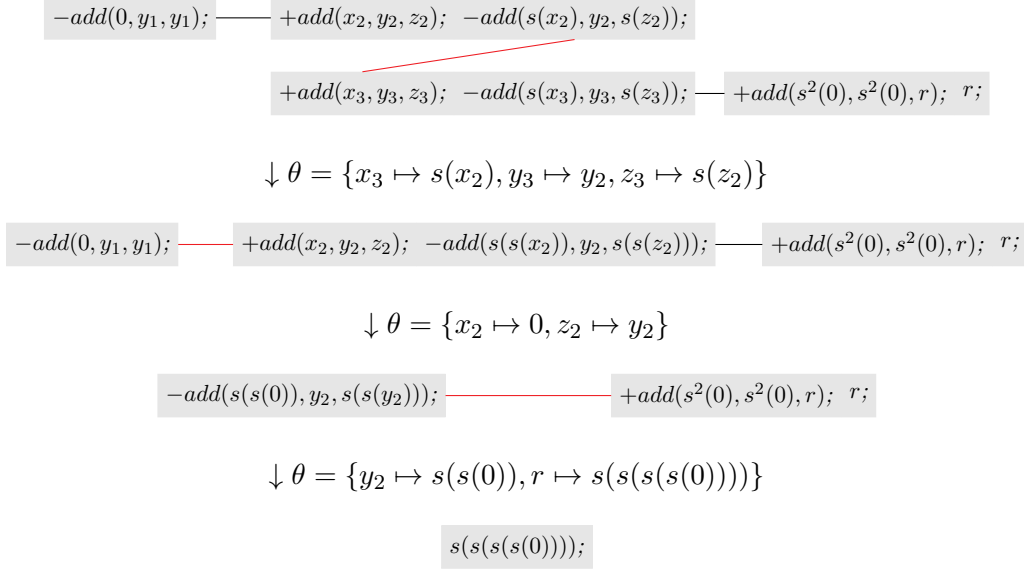 −add(0, y₁, y₁); +add(x₂, y₂, z₂); −add(s(x₂), y₂, s(z₂));
+add(x₃, y₃, z₃); −add(s(x₃), y₃, s(z₃)); +add(s²(0), s²(0), r); r;
↓ θ = {x₃ ↦ s(x₂), y₃ ↦ y₂, z₃ ↦ s(z₂)}
−add(0, y₁, y₁); +add(x₂, y₂, z₂); −add(s(s(x₂)), y₂, s(s(z₂))); +add(s²(0), s²(0), r); r;
↓ θ = {x₂ ↦ 0, z₂ ↦ y₂}
−add(s(s(0)), y₂, s(s(y₂))); +add(s²(0), s²(0), r); r;
↓ θ = {y₂ ↦ s(s(0)), r ↦ s(s(s(s(0))))}
s(s(s(s(0))));